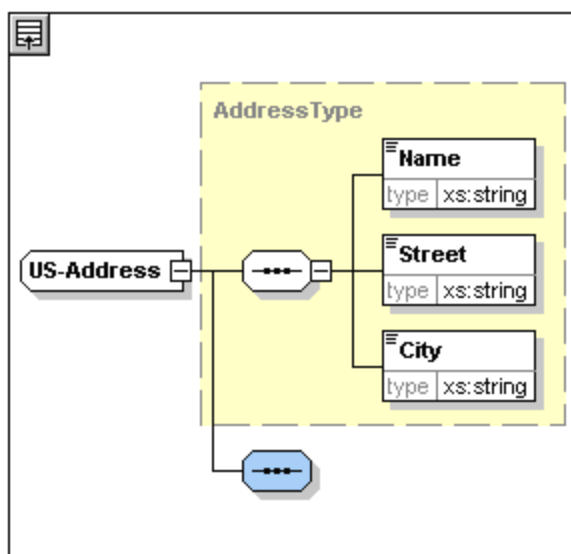 AddressType
Name
type xs:string
US-Address
Street
type xs:string
City
type xs:string